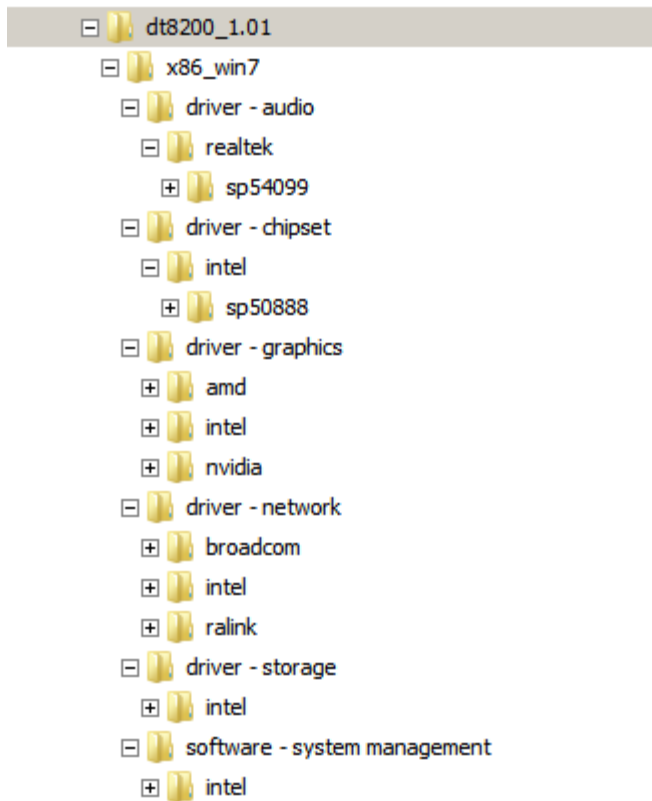 dt8200_1.01
x86_win7
driver - audio
realtek
sp54099
driver - chipset
intel
sp50888
driver - graphics
amd
intel
nvidia
driver - network
broadcom
intel
ralink
driver - storage
intel
software - system management
intel